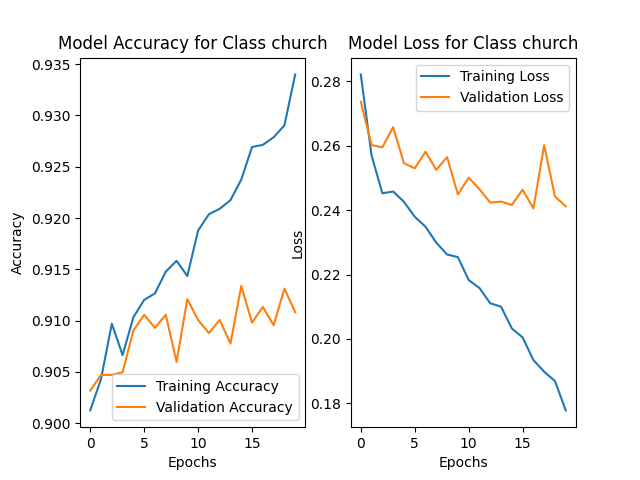 Model Accuracy for Class church
0.935
0.930
0.925
0.920
0.915
0.910
0.905
0.900
Accuracy
Training Accuracy
Validation Accuracy
0 5 10 15
Epochs
Model Loss for Class church
0.28
0.26
0.24
0.22
0.20
0.18
Loss
Training Loss
Validation Loss
0 5 10 15
Epochs